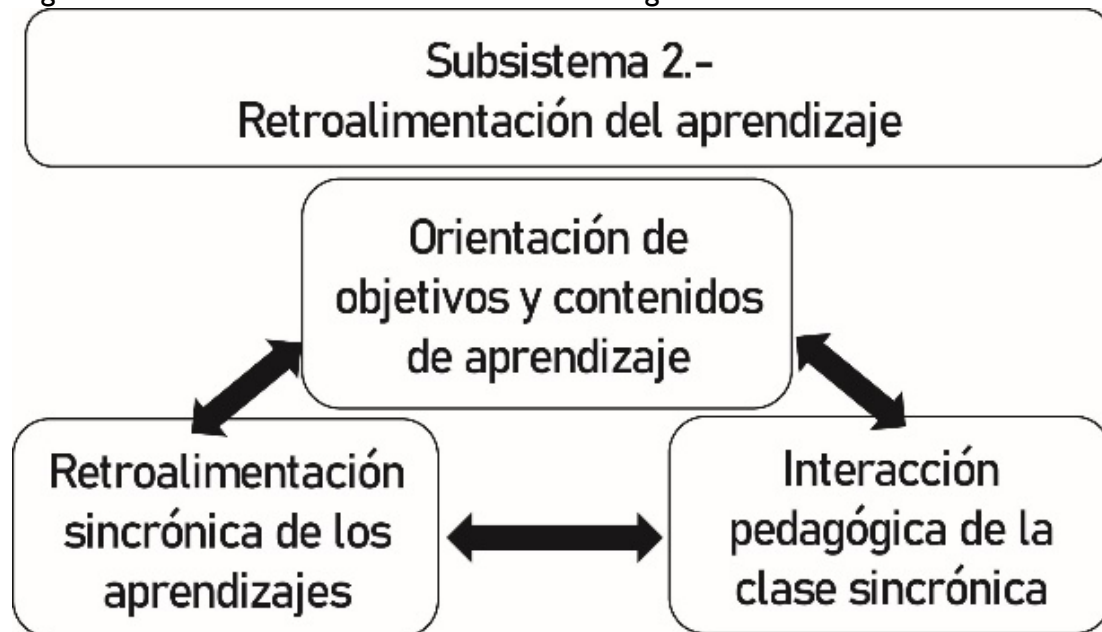 Subsistema 2.-
Retroalimentación del aprendizaje
Orientación de
objetivos y contenidos
de aprendizaje
Retroalimentación
sincrónica de los
aprendizajes
Interacción
pedagógica de la
clase sincrónica